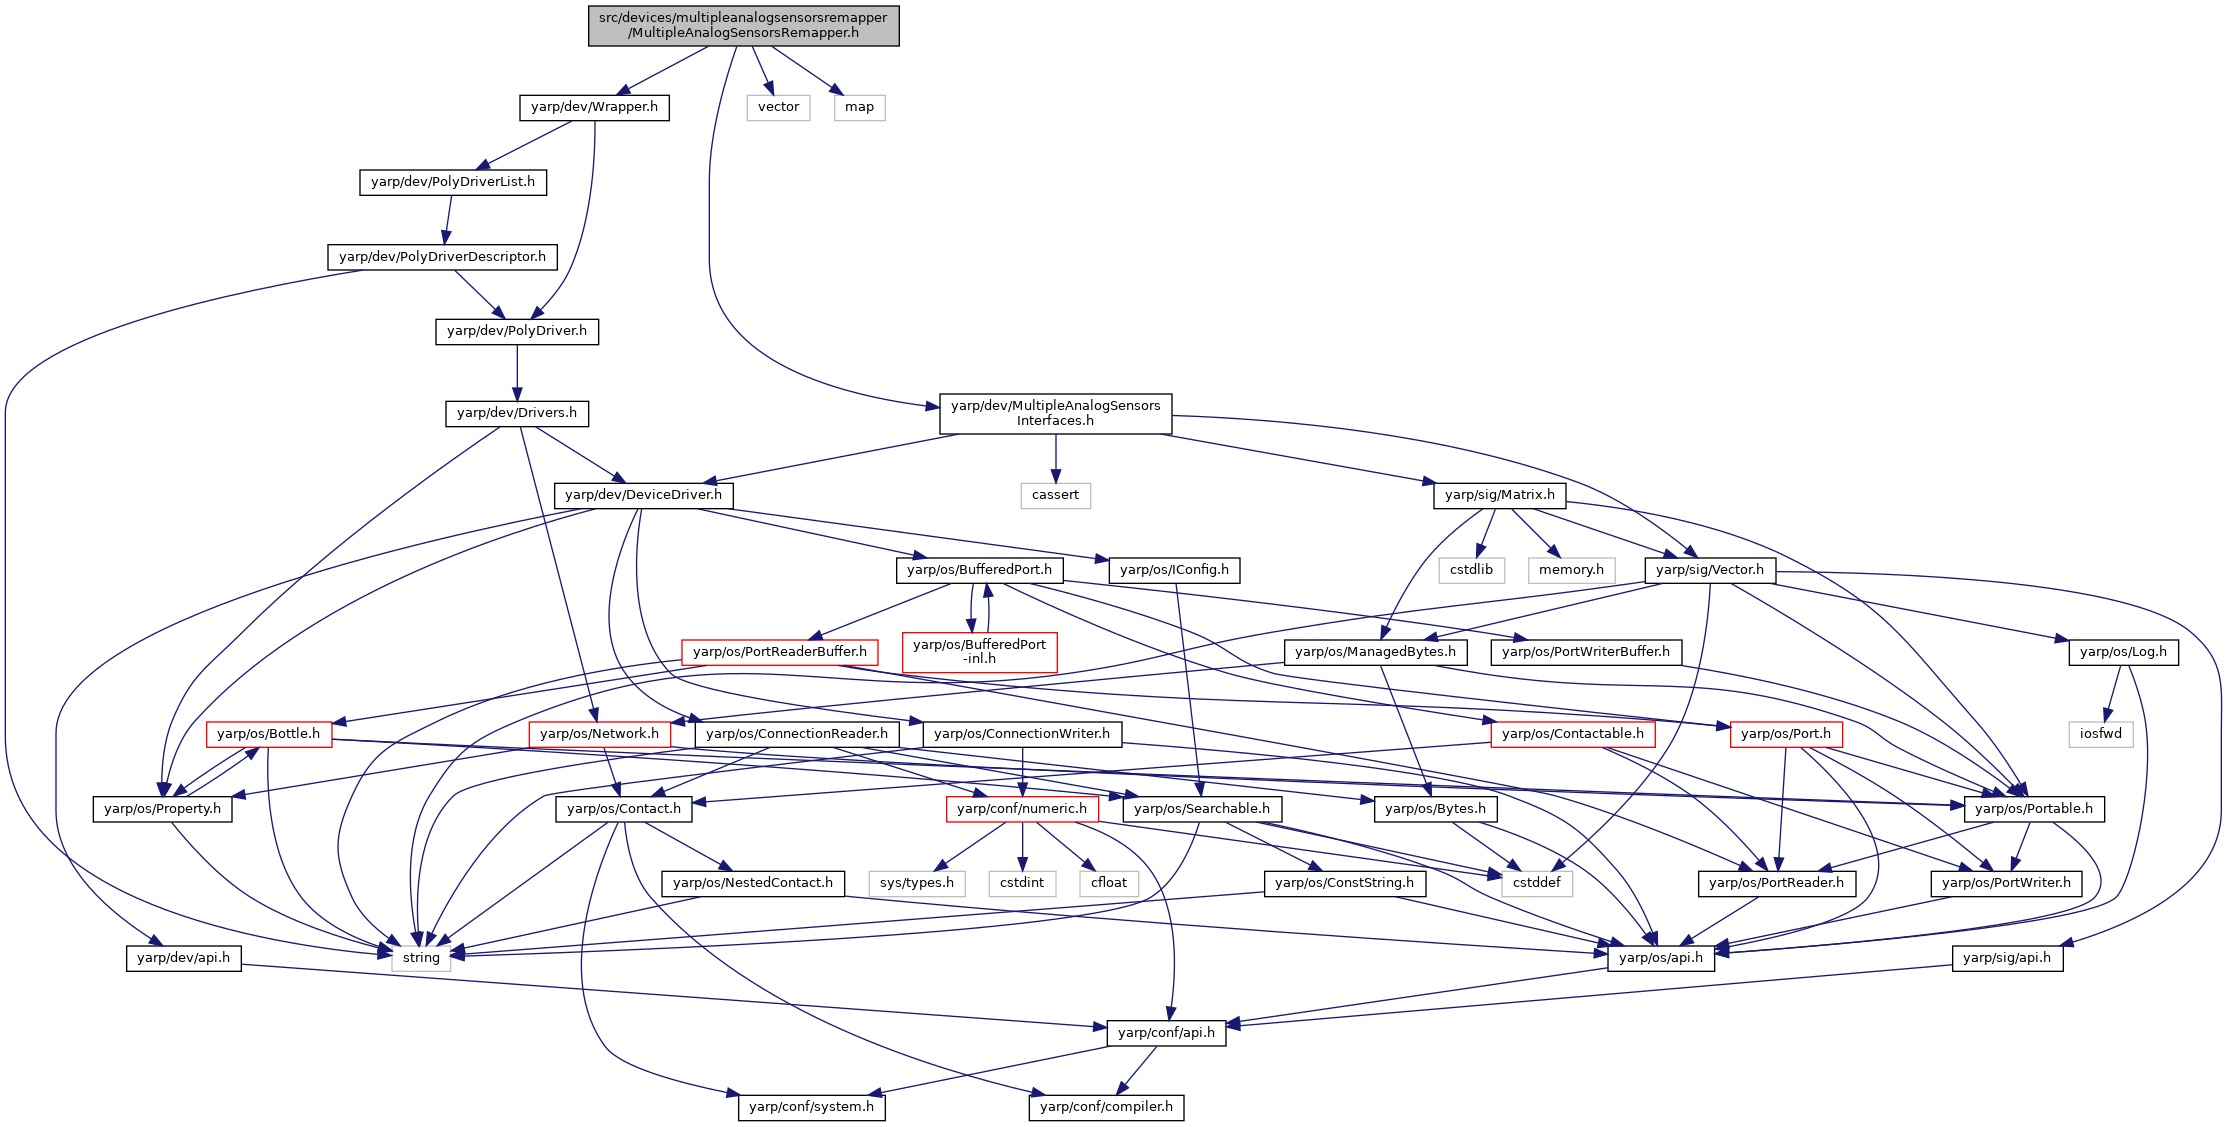 src/devices/multipleanalogsensorsremapper
/MultipleAnalogSensorsRemapper.h
yarp/dev/Wrapper.h
vector
map
yarp/dev/PolyDriverList.h
yarp/dev/PolyDriverDescriptor.h
yarp/dev/PolyDriver.h
yarp/dev/Drivers.h
yarp/dev/MultipleAnalogSensors
Interfaces.h
yarp/dev/DeviceDriver.h
cassert
yarp/sig/Matrix.h
yarp/os/BufferedPort.h
yarp/os/IConfig.h
cstdlib
memory.h
yarp/sig/Vector.h
yarp/os/PortReaderBuffer.h
yarp/os/BufferedPort
-inl.h
yarp/os/ManagedBytes.h
yarp/os/PortWriterBuffer.h
yarp/os/Log.h
yarp/os/Bottle.h
yarp/os/Network.h
yarp/os/ConnectionReader.h
yarp/os/ConnectionWriter.h
yarp/os/Contactable.h
yarp/os/Port.h
iosfwd
yarp/os/Property.h
yarp/os/Contact.h
yarp/conf/numeric.h
yarp/os/Searchable.h
yarp/os/Bytes.h
yarp/os/Portable.h
yarp/os/NestedContact.h
sys/types.h
cstdint
cfloat
yarp/os/ConstString.h
cstddef
yarp/os/PortReader.h
yarp/os/PortWriter.h
yarp/dev/api.h
string
yarp/os/api.h
yarp/sig/api.h
yarp/conf/api.h
yarp/conf/system.h
yarp/conf/compiler.h